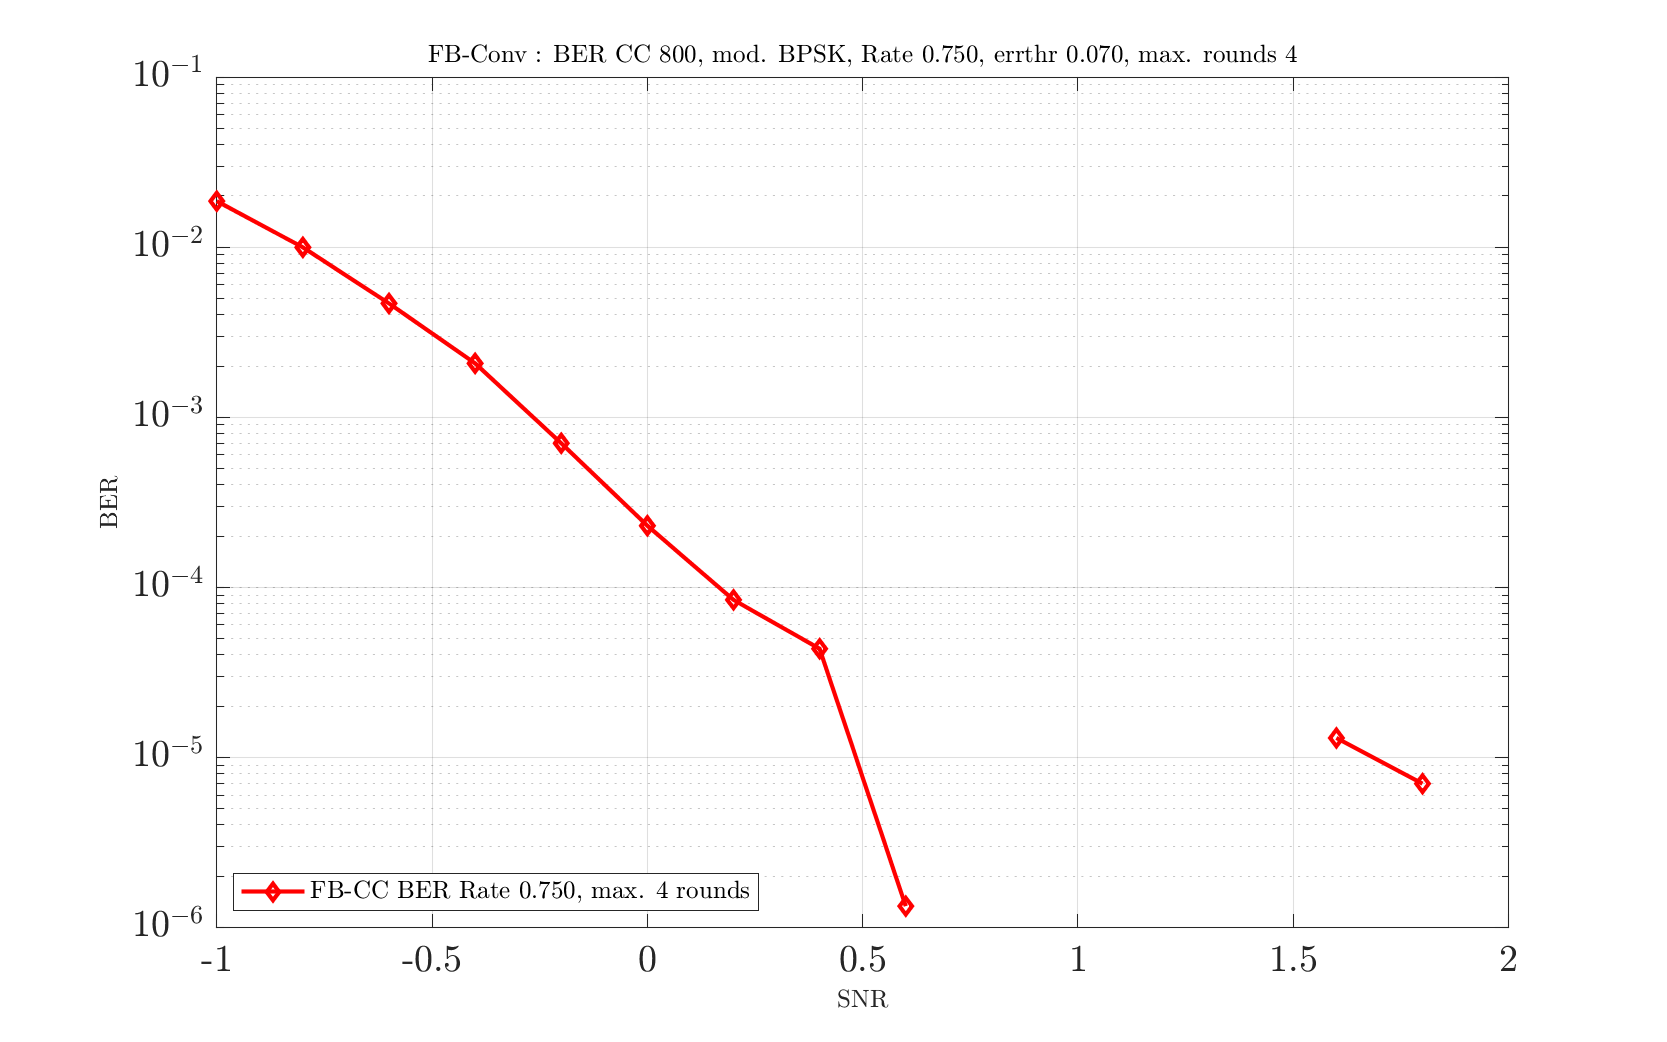 FB-Conv : BER CC 800, mod. BPSK, Rate 0.750, errthr 0.070, max. rounds 4
10^{-1}
10^{-2}
10^{-3}
10^{-4}
10^{-5}
10^{-6}
BER
FB-CC BER Rate 0.750, max. 4 rounds
-1 -0.5 0 0.5 1 1.5 2
SNR